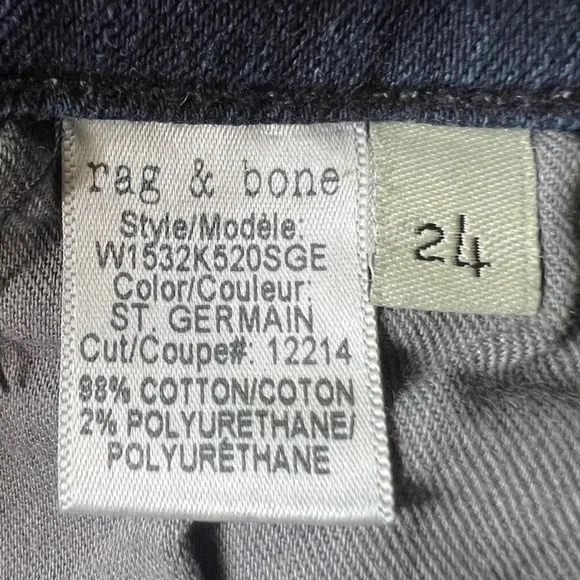 rag & bone
Style/Modèle:
W1532K520SGE
Color/Couleur:
ST. GERMAIN
Cut/Coupe#: 12214
98% COTTON/COTON
2% POLYURETHANE/
POLYURÉTHANE
24